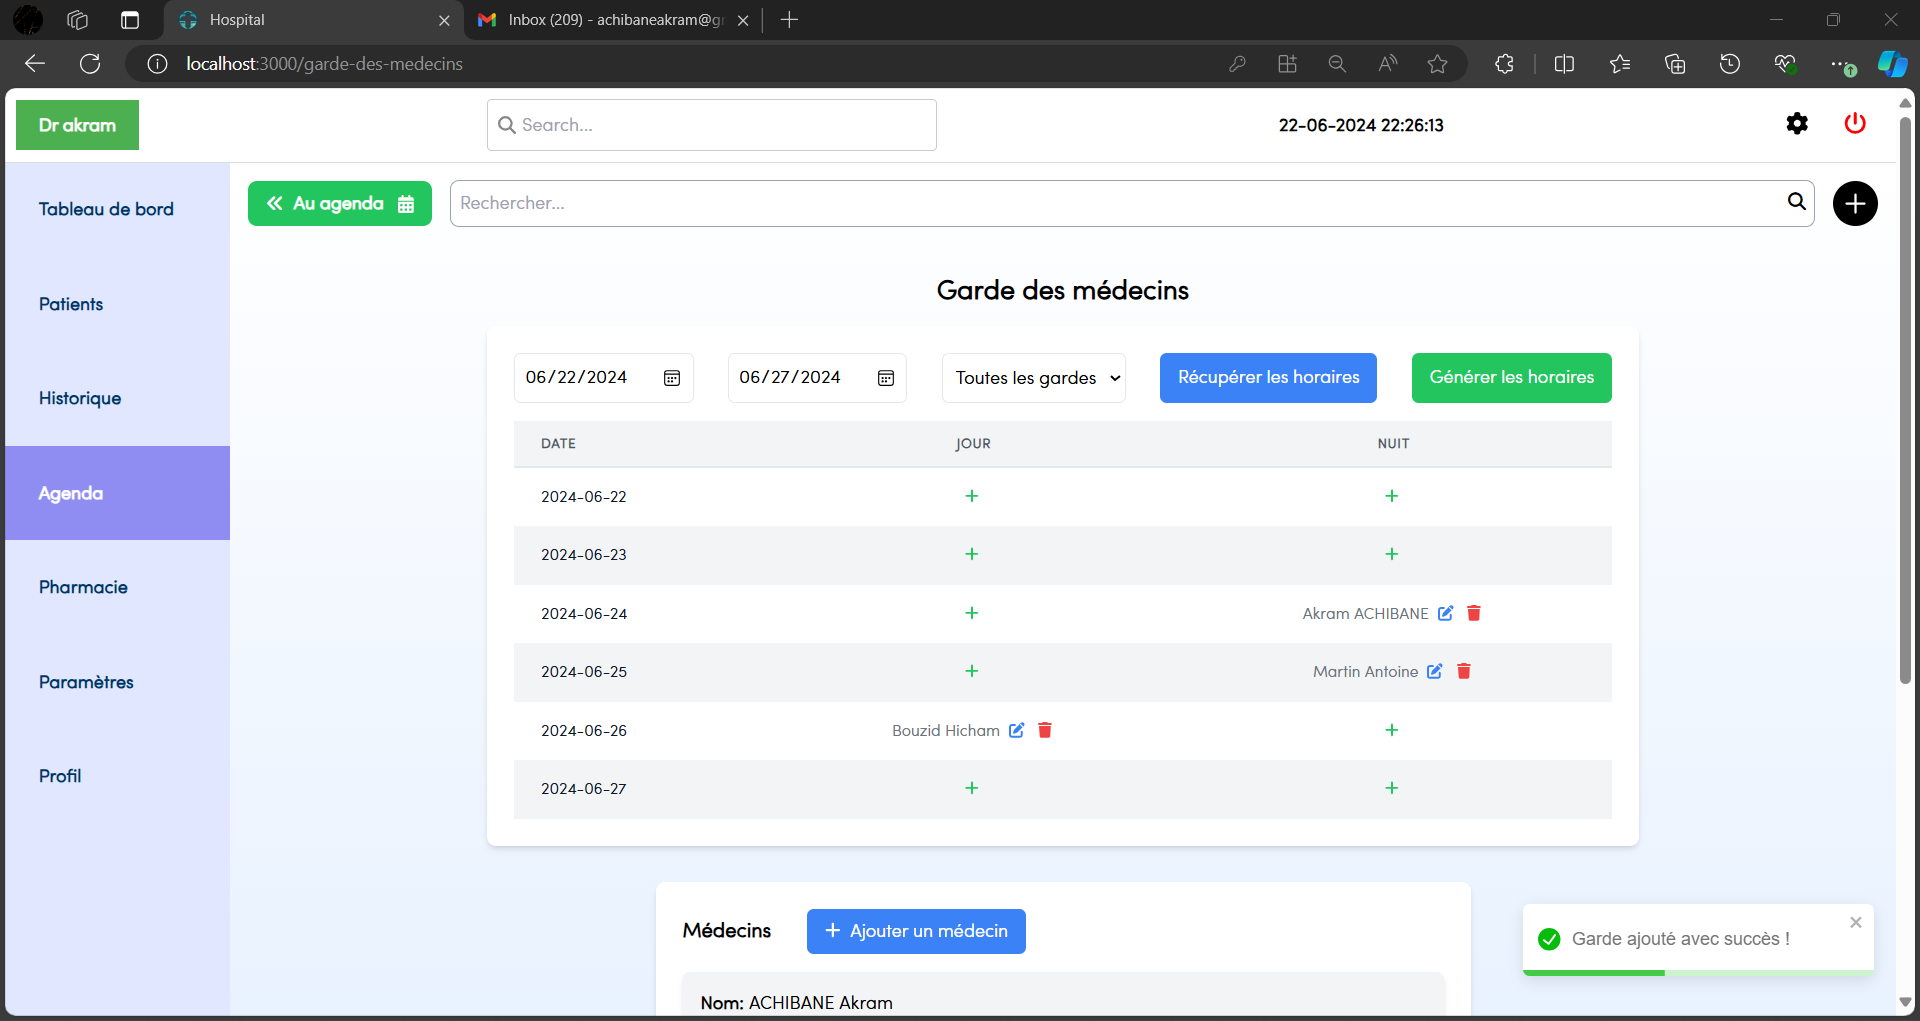 Hospital
Inbox (209) - achibaneakram@g
localhost:3000/garde-des-medecins
Dr akram
Search...
22-06-2024 22:26:13
Tableau de bord
Patients
Historique
Agenda
Pharmacie
Paramètres
Profil
Au agenda
Rechercher...
Garde des médecins
06/22/2024 06/27/2024 Toutes les gardes Récupérer les horaires Générer les horaires
DATE JOUR NUIT
2024-06-22 + +
2024-06-23 + +
2024-06-24 + Akram ACHIBANE
2024-06-25 + Martin Antoine
2024-06-26 Bouzid Hicham +
2024-06-27 + +
Médecins + Ajouter un médecin
Nom: ACHIBANE Akram
Garde ajouté avec succès !